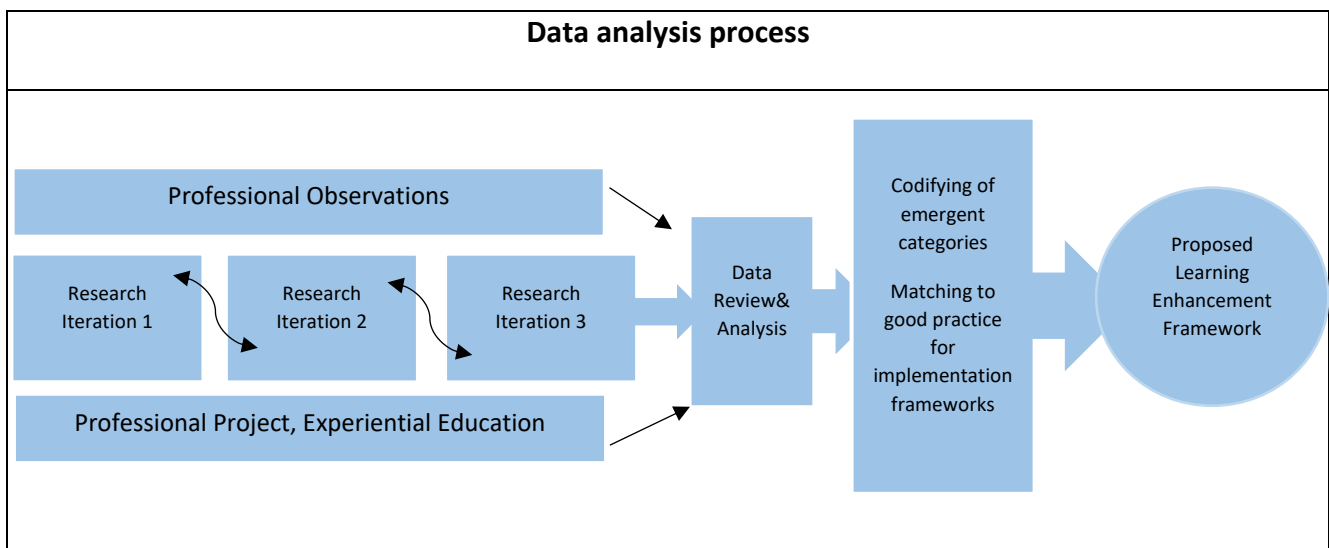 Data analysis process
Professional Observations
Research
Iteration 1
Research
Iteration 2
Research
Iteration 3
Professional Project, Experiential Education
Data
Review&
Analysis
Codifying of
emergent
categories
Matching to
good practice
for
implementation
frameworks
Proposed
Learning
Enhancement
Framework